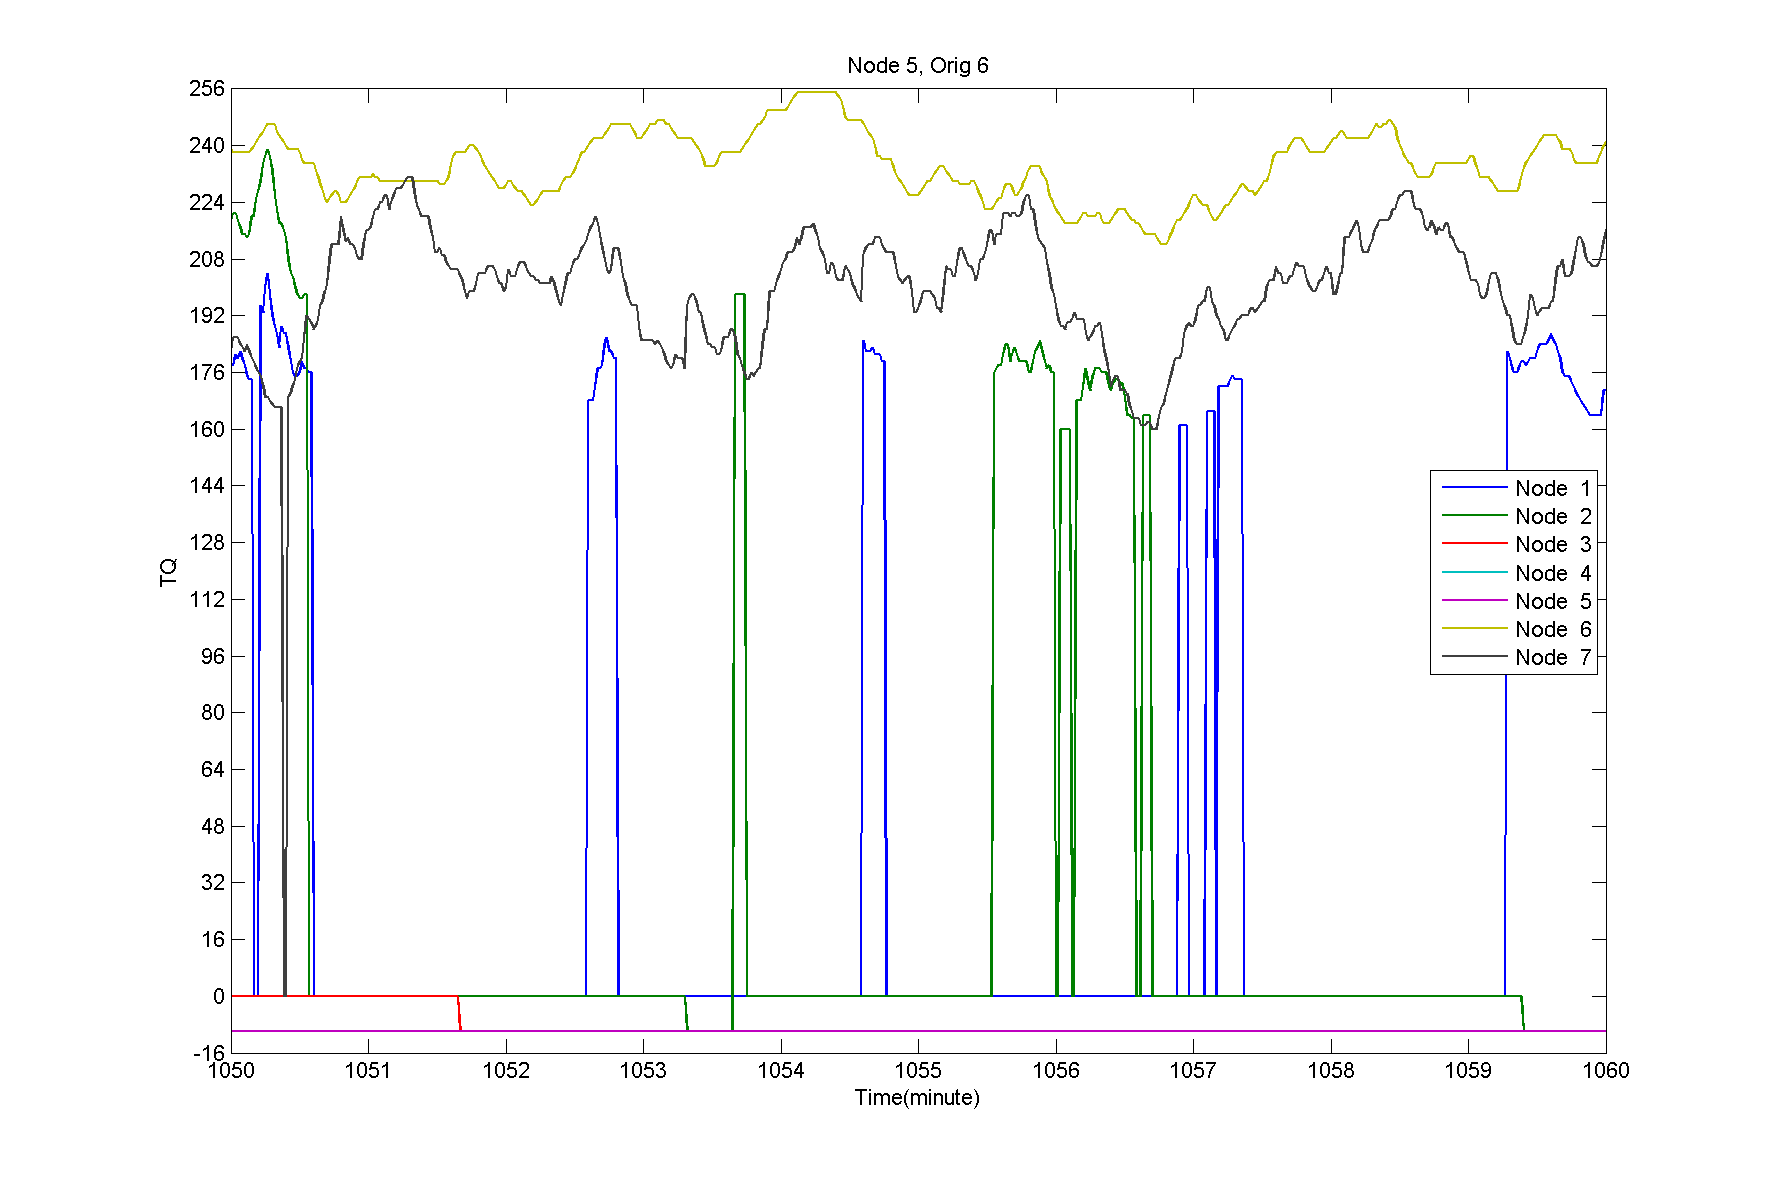 Node 5, Orig 6
256
240
224
208
192
176
160
144
128
112
96
80
64
48
32
16
0
-16
TQ
Node 1
Node 2
Node 3
Node 4
Node 5
Node 6
Node 7
1050 1051 1052 1053 1054 1055 1056 1057 1058 1059 1060
Time(minute)